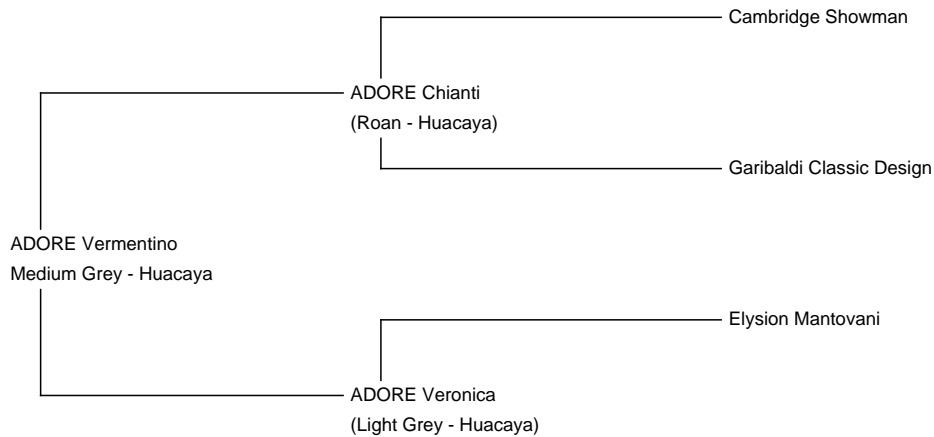 Cambridge Showman
ADORE Chianti
(Roan - Huacaya)
Garibaldi Classic Design
ADORE Vermentino
Medium Grey - Huacaya
Elysion Mantovani
ADORE Veronica
(Light Grey - Huacaya)